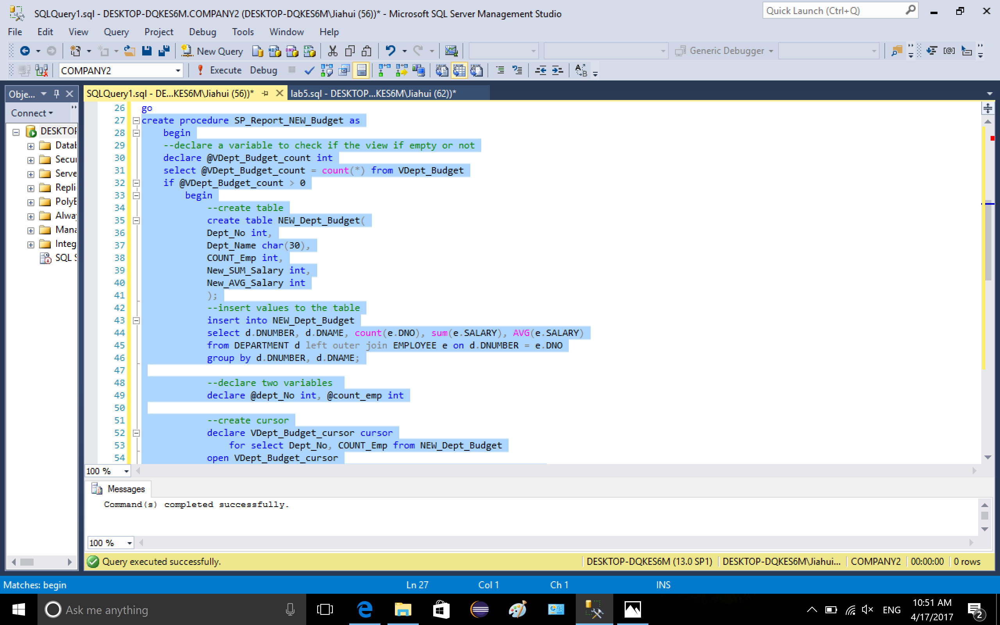 SQLQuery1.sql - DESKTOP-DQKES6M.COMPANY2 (DESKTOP-DQKES6M\Jiahui (56))* - Microsoft SQL Server Management Studio
Quick Launch (Ctrl+Q)
File Edit View Query Project Debug Tools Window Help
New Query
Generic Debugger
COMPANY2
Execute Debug
Obje...
SQLQuery1.sql - DE...KES6M\Jiahui (56))*
lab5.sql - DESKTOP...KES6M\Jiahui (62))*
Connect
DESKTOP
Datab
Secur
Serve
Repli
PolyB
Alwa
Mana
Integ
SQL S
26 go
27 create procedure SP_Report_NEW_Budget as
28 begin
29 --declare a variable to check if the view if empty or not
30 declare @VDept_Budget_count int
31 select @VDept_Budget_count = count(*) from VDept_Budget
32 if @VDept_Budget_count > 0
33 begin
34 --create table
35 create table NEW_Dept_Budget(
36 Dept_No int,
37 Dept_Name char(30),
38 COUNT_Emp int,
39 New_SUM_Salary int,
40 New_AVG_Salary int
41 );
42 --insert values to the table
43 insert into NEW_Dept_Budget
44 select d.DNUMBER, d.DNAME, count(e.DNO), sum(e.SALARY), AVG(e.SALARY)
45 from DEPARTMENT d left outer join EMPLOYEE e on d.DNUMBER = e.DNO
46 group by d.DNUMBER, d.DNAME;
47
48 --declare two variables
49 declare @dept_No int, @count_emp int
50
51 --create cursor
52 declare VDept_Budget_cursor cursor
53 for select Dept_No, COUNT_Emp from NEW_Dept_Budget
54 open VDept_Budget_cursor
100 %
Messages
Command(s) completed successfully.
100 %
Query executed successfully.
DESKTOP-DQKES6M (13.0 SP1) DESKTOP-DQKES6M\Jiahui... COMPANY2 00:00:00 0 rows
Matches: begin
Ln 27 Col 1 Ch 1 INS
Ask me anything
ENG
10:51 AM
4/17/2017
2